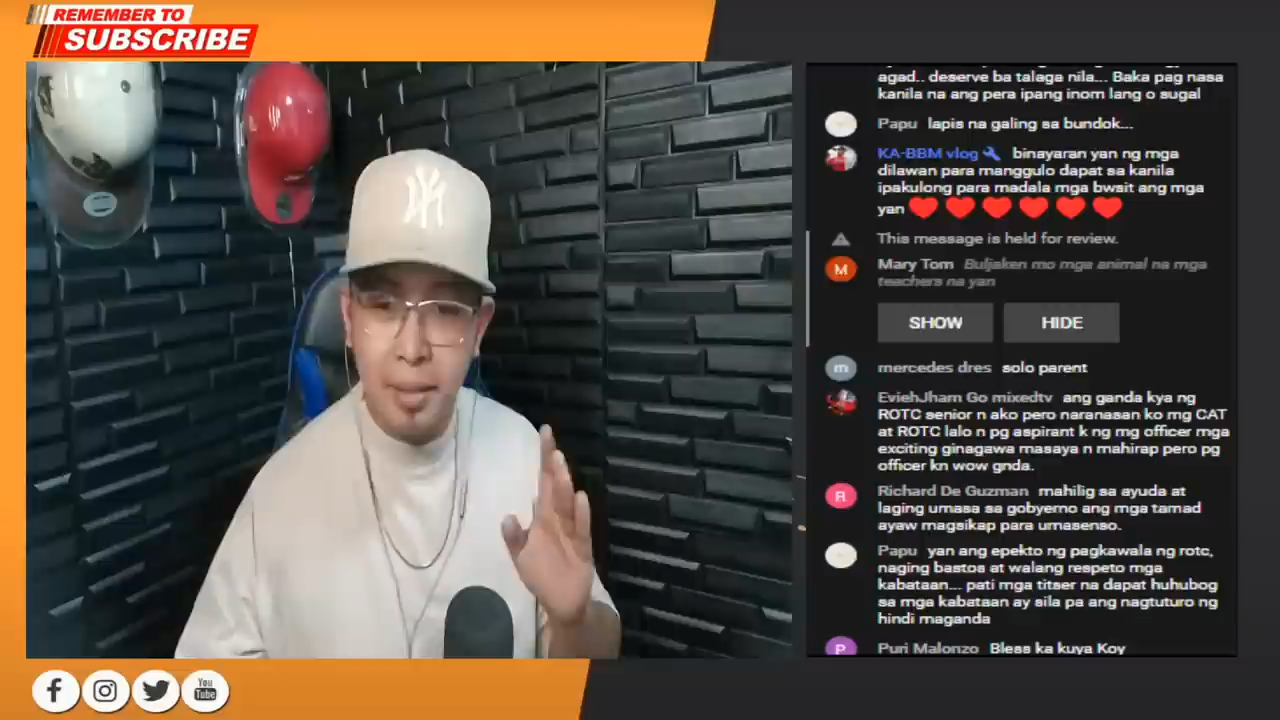 REMEMBER TO
SUBSCRIBE
agad.. deserve ba talaga nila... Baka pag nasa
kanila na ang pera ipang inom lang o sugal
Papu lapis na galing sa bundok...
KA-BBM vlog binayaran yan ng mga
dilawan para manggulo dapat sa kanila
ipakulong para madala mga bwsit ang mga
yan
This message is held for review.
M Mary Tom Buljaken mo mga animal na mga
teachers na yan
SHOW HIDE
m mercedes dres solo parent
EviehJham Go mixedtv ang ganda kya ng
ROTC senior n ako pero naranasan ko mg CAT
at ROTC lalo n pg aspirant k ng mg officer mga
exciting ginagawa masaya n mahirap pero pg
officer kn wow gnda.
R Richard De Guzman mahilig sa ayuda at
laging umasa sa gobyerno ang mga tamad
ayaw magsikap para umasenso.
Papu yan ang epekto ng pagkawala ng rotc,
naging bastos at walang respeto mga
kabataan... pati mga titser na dapat huhubog
sa mga kabataan ay sila pa ang nagtuturo ng
hindi maganda
P Puri Malonzo Bless ka kuya Koy
You
Tube